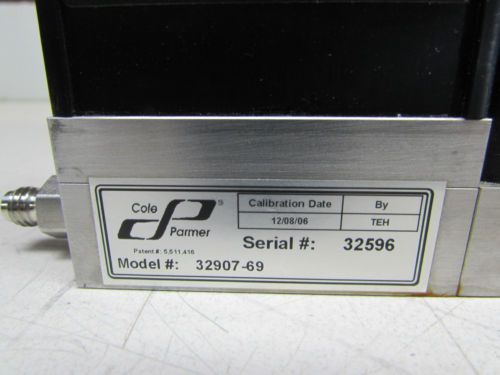 Cole
Parmer
®
Patent#: 5,511,416
Calibration Date By
12/08/06 TEH
Serial #: 32596
Model #: 32907-69